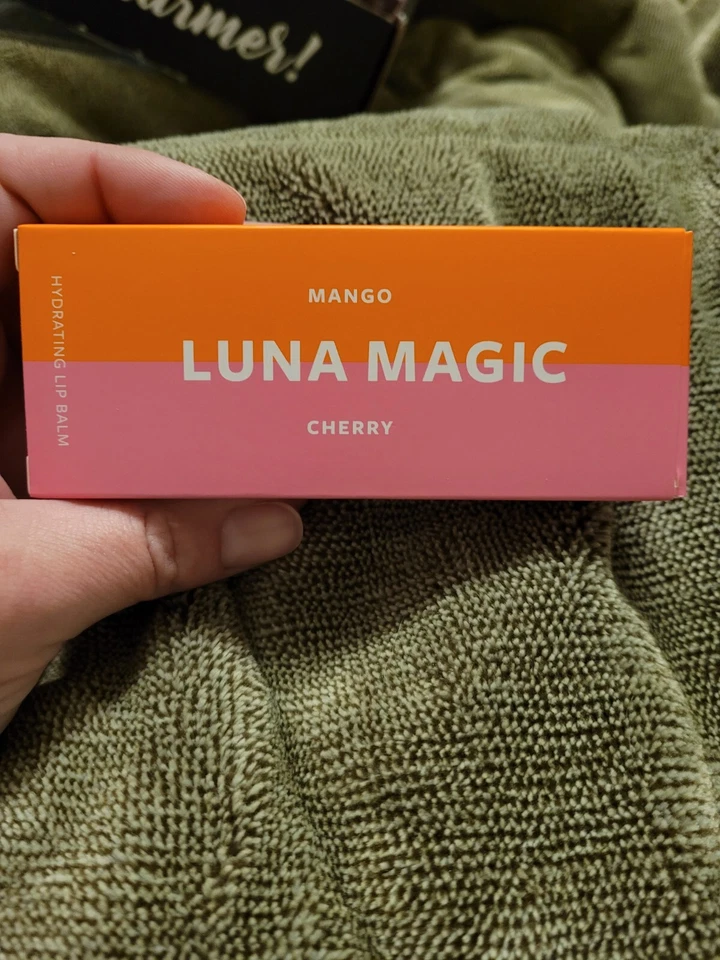 MANGO
LUNA MAGIC
CHERRY
HYDRATING LIP BALM